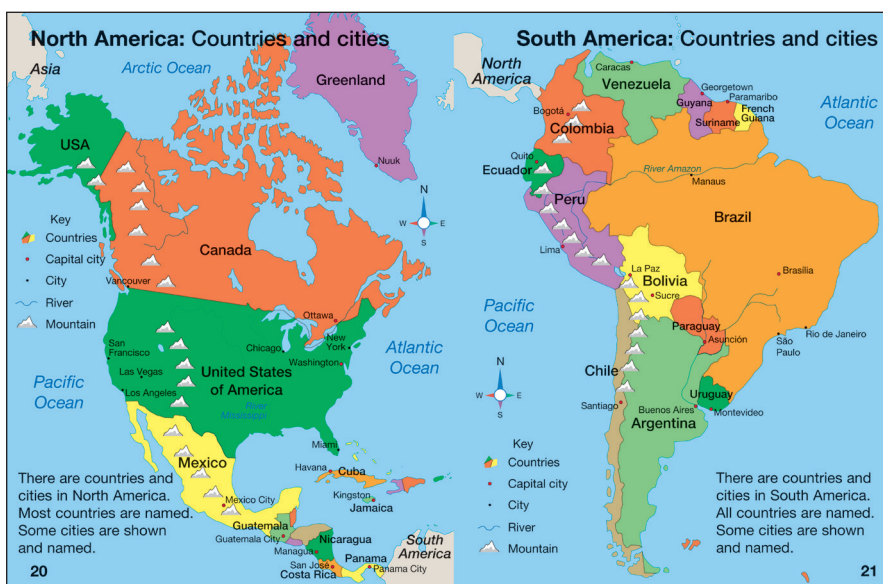 North America: Countries and cities
Asia
Arctic Ocean
Greenland
USA
Nuuk
N
W E
S
Key
Countries
Capital city
City
River
Mountain
Canada
Vancouver
Ottawa
San
Francisco
Chicago
New
York
Washington
Atlantic
Ocean
Las Vegas
United States
of America
Pacific
Ocean
Los Angeles
River
Mississippi
Miami
Mexico
Havana
Cuba
Mexico City
Kingston
Jamaica
Guatemala
Guatemala City
Nicaragua
Managua
South
America
San José
Costa Rica
Panama
Panama City
There are countries and
cities in North America.
Most countries are named.
Some cities are shown
and named.
20
South America: Countries and cities
North
America
Caracas
Venezuela
Georgetown
Paramaribo
Guyana
Suriname
French
Guiana
Atlantic
Ocean
Bogotá
Colombia
Quito
Ecuador
River Amazon
Manaus
Peru
Brazil
Lima
La Paz
Bolivia
Brasília
Sucre
Pacific
Ocean
Paraguay
Asunción
Rio de Janeiro
São
Paulo
N
W E
S
Chile
Uruguay
Santiago
Buenos Aires
Montevideo
Argentina
Key
Countries
Capital city
City
River
Mountain
There are countries and
cities in South America.
All countries are named.
Some cities are shown
and named.
21